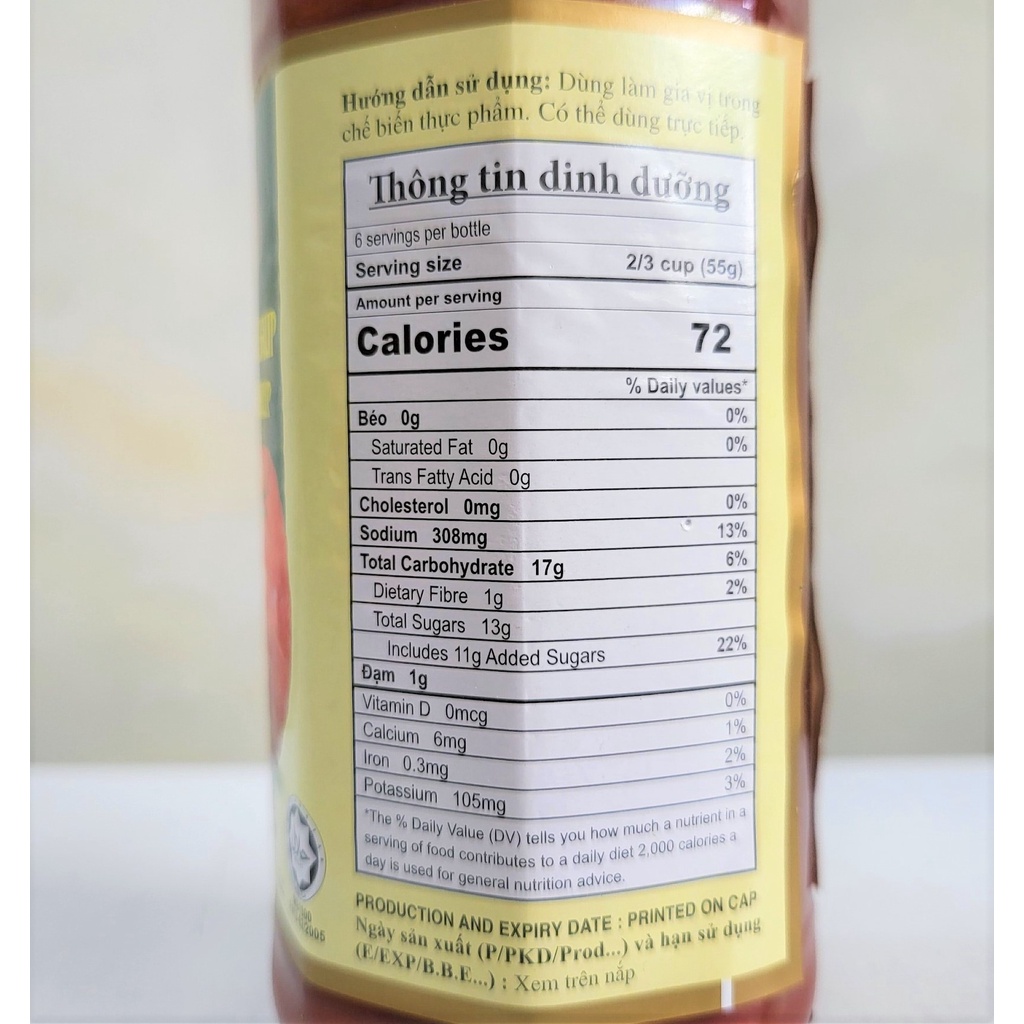 Hướng dẫn sử dụng: Dùng làm gia vị trong
chế biến thực phẩm. Có thể dùng trực tiếp.
Thông tin dinh dưỡng
6 servings per bottle
Serving size 2/3 cup (55g)
Amount per serving
Calories 72
% Daily values*
Béo 0g 0%
Saturated Fat 0g 0%
Trans Fatty Acid 0g
Cholesterol 0mg 0%
Sodium 308mg 13%
Total Carbohydrate 17g 6%
Dietary Fibre 1g 2%
Total Sugars 13g
Includes 11g Added Sugars 22%
Đạm 1g
Vitamin D 0mcg 0%
Calcium 6mg 1%
Iron 0.3mg 2%
Potassium 105mg 3%
*The % Daily Value (DV) tells you how much a nutrient in a
serving of food contributes to a daily diet 2,000 calories a
day is used for general nutrition advice.
PRODUCTION AND EXPIRY DATE : PRINTED ON CAP
Ngày sản xuất (P/PKD/Prod...) và hạn sử dụng
(E/EXP/B.B.E...) : Xem trên nắp